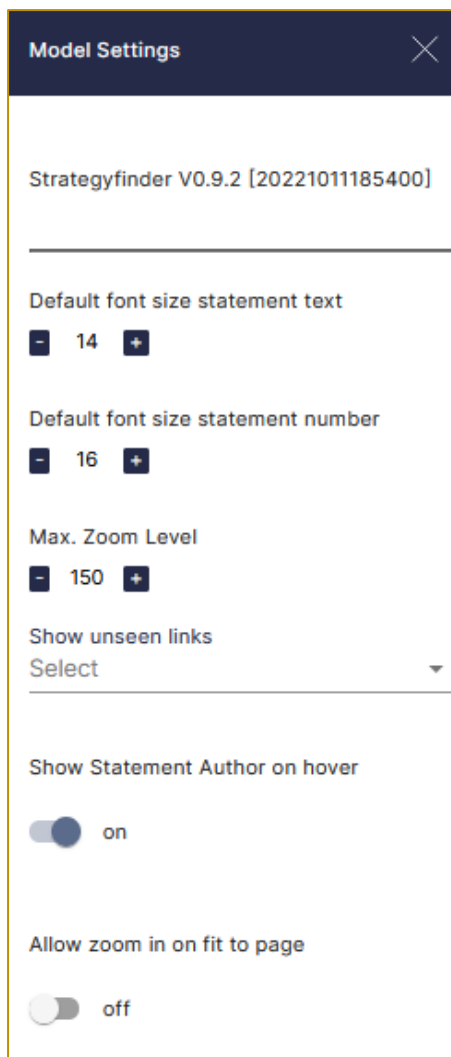 Model Settings
Strategyfinder V0.9.2 [20221011185400]
Default font size statement text
- 14 +
Default font size statement number
- 16 +
Max. Zoom Level
- 150 +
Show unseen links
Select
Show Statement Author on hover
on
Allow zoom in on fit to page
off